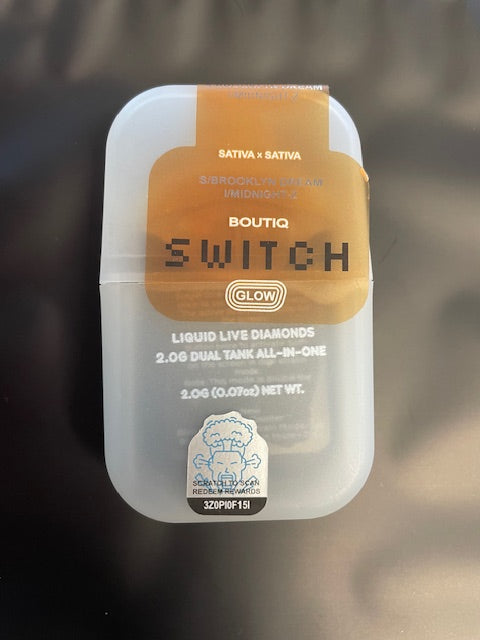 SATIVA x SATIVA
S/BROOKLYN DREAM
I/MIDNIGHT-Z
BOUTIQ
SWITCH
GLOW
LIQUID LIVE DIAMONDS
2.0G DUAL TANK ALL-IN-ONE
2.0G (0.07oz) NET WT.
SCRATCH TO SCAN
REDEEM REWARDS
3Z0PI0F15I